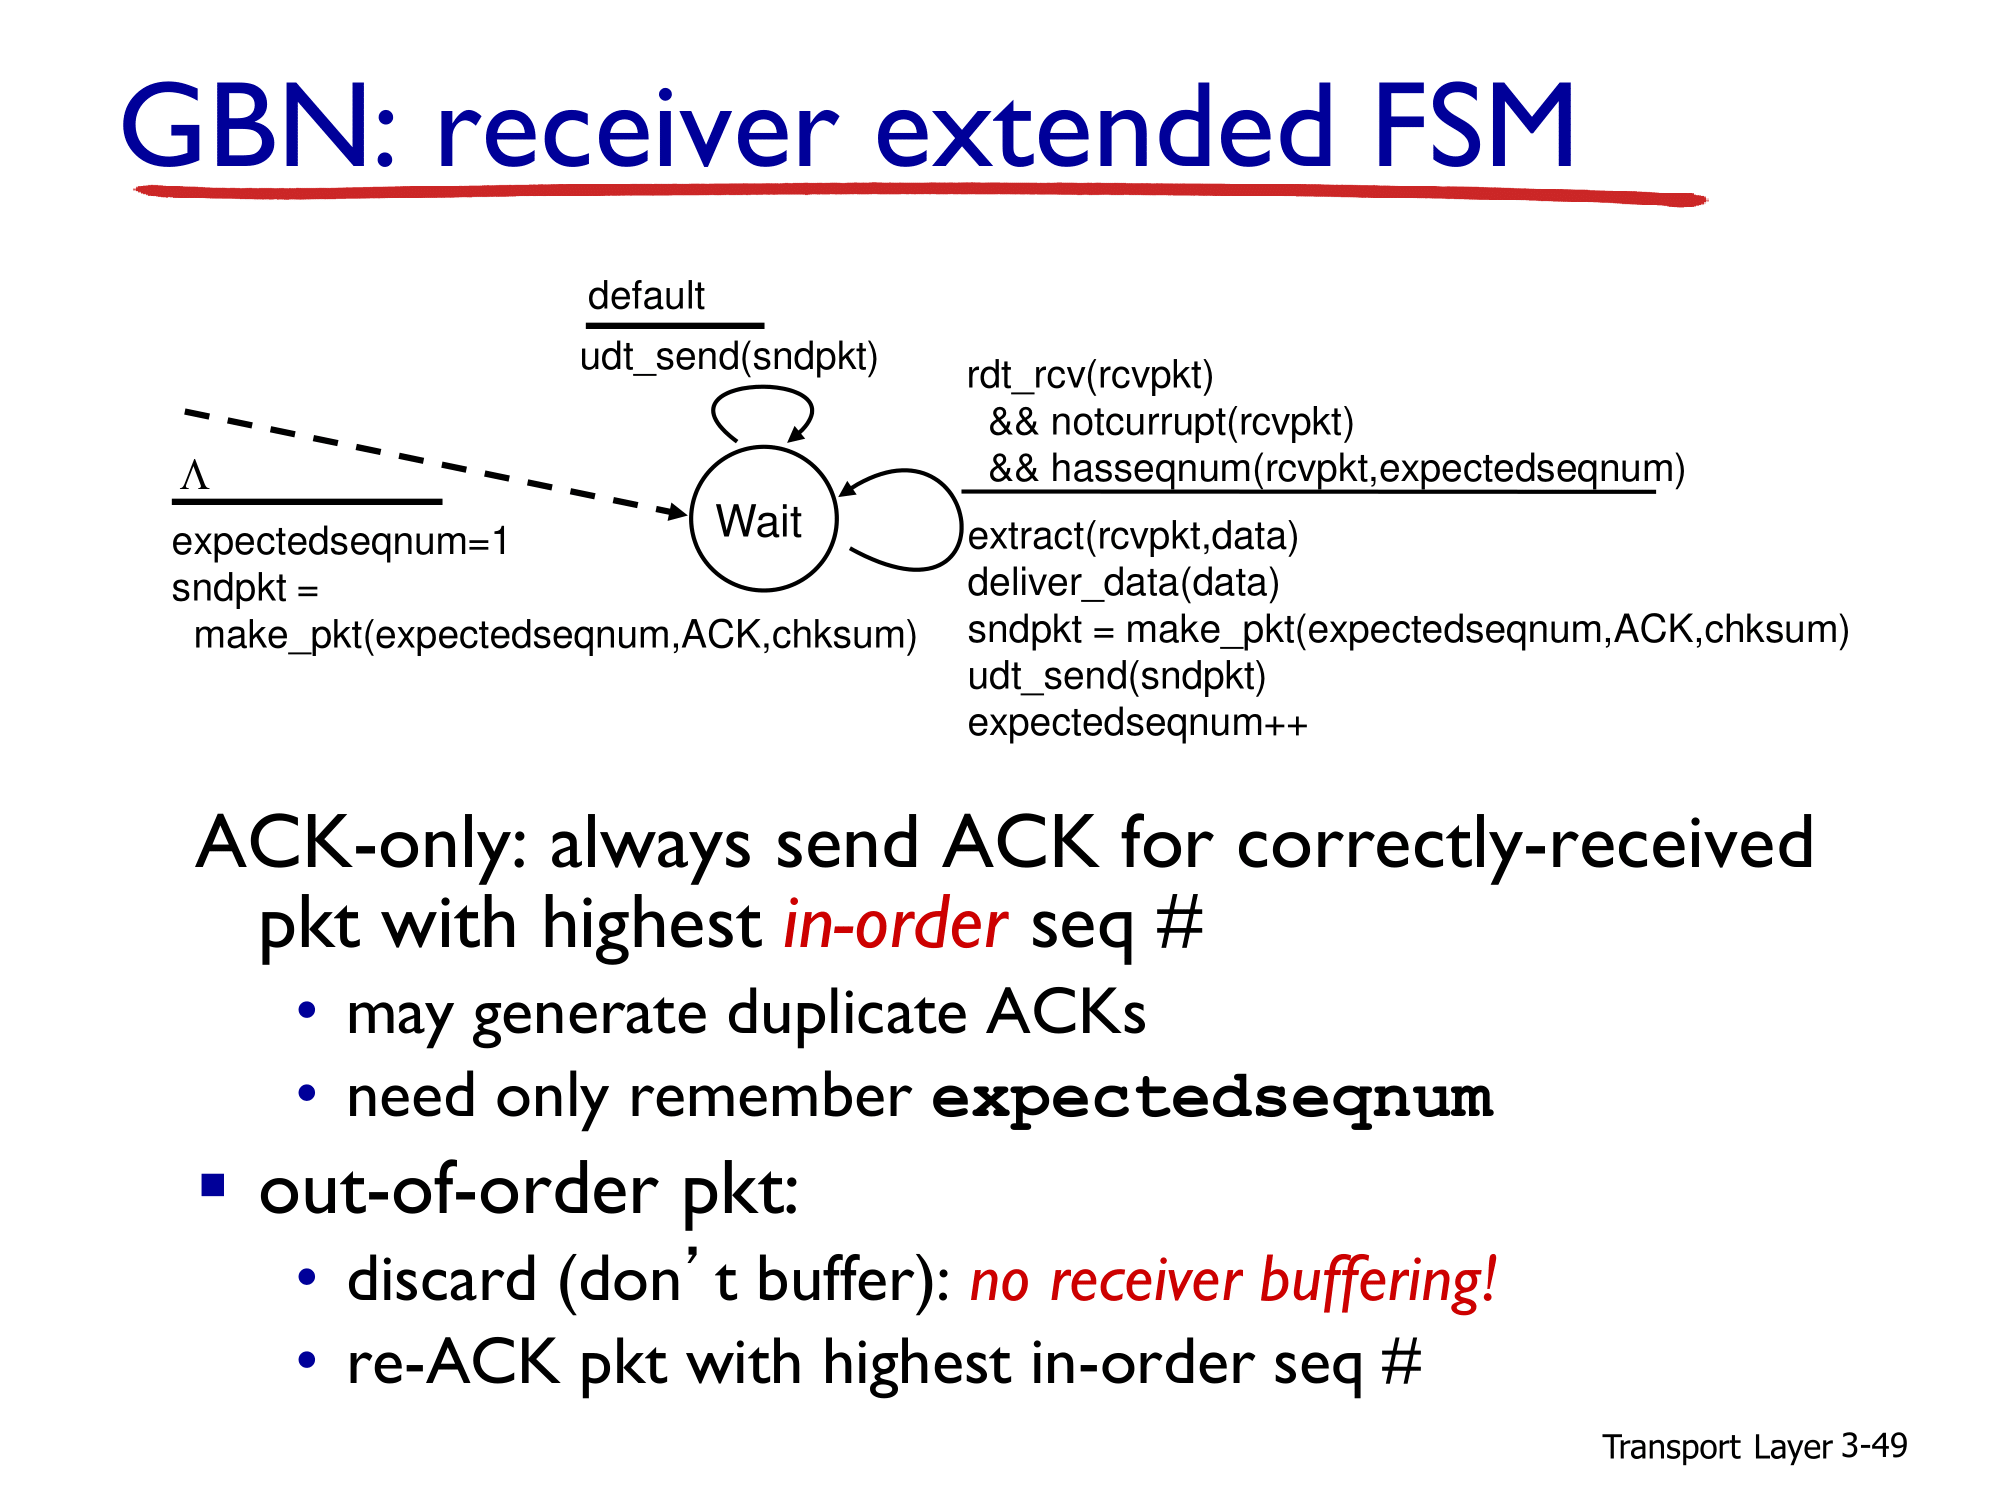 GBN: receiver extended FSM
default
udt_send(sndpkt)
rdt_rcv(rcvpkt)
&& notcurrupt(rcvpkt)
&& hasseqnum(rcvpkt,expectedseqnum)
Λ
Wait
expectedseqnum=1
sndpkt =
make_pkt(expectedseqnum,ACK,chksum)
extract(rcvpkt,data)
deliver_data(data)
sndpkt = make_pkt(expectedseqnum,ACK,chksum)
udt_send(sndpkt)
expectedseqnum++
ACK-only: always send ACK for correctly-received
pkt with highest in-order seq #
• may generate duplicate ACKs
• need only remember expectedseqnum
▪ out-of-order pkt:
• discard (don’t buffer): no receiver buffering!
• re-ACK pkt with highest in-order seq #
Transport Layer 3-49